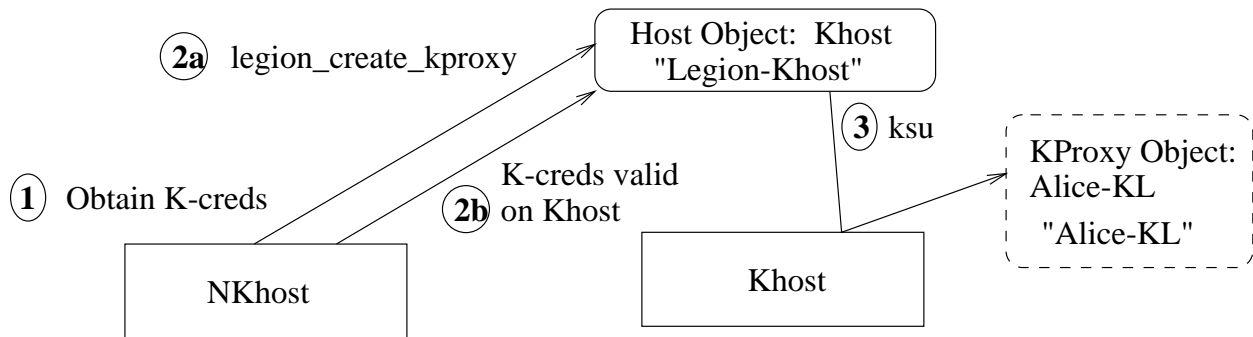 2a legion_create_kproxy
Host Object: Khost
"Legion-Khost"
3 ksu
1 Obtain K-creds
2b K-creds valid
on Khost
KProxy Object:
Alice-KL
"Alice-KL"
NKhost
Khost